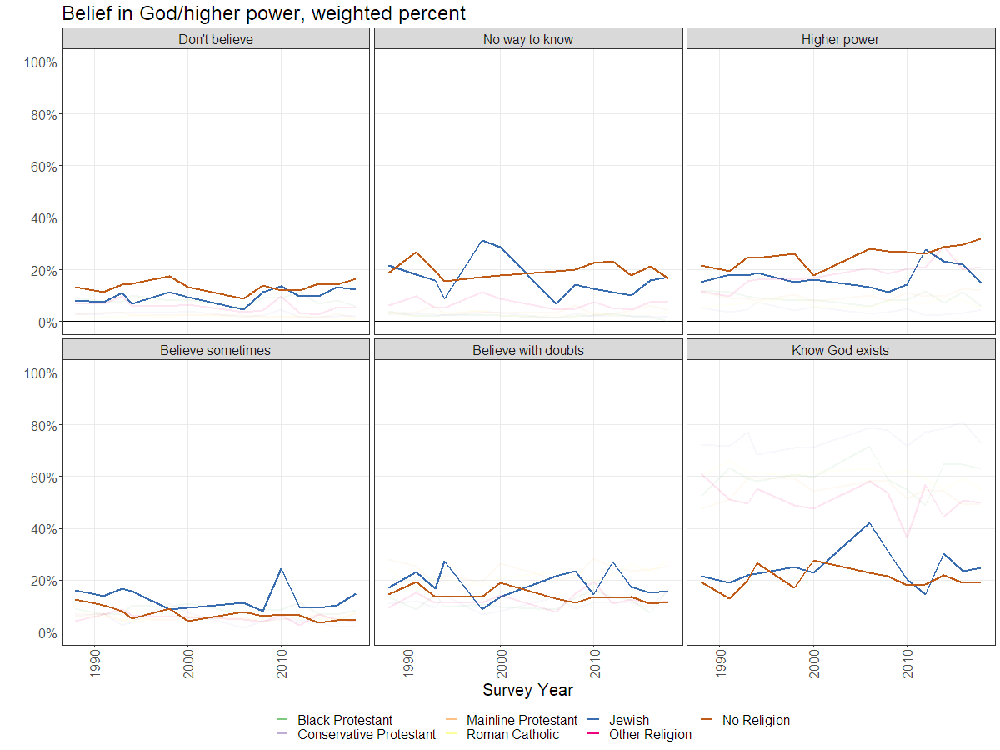 Belief in God/higher power, weighted percent
Don't believe
No way to know
Higher power
100%
80%
60%
40%
20%
0%
Believe sometimes
Believe with doubts
Know God exists
100%
80%
60%
40%
20%
0%
1990
2000
2010
1990
2000
2010
1990
2000
2010
Survey Year
Black Protestant
Mainline Protestant
Jewish
No Religion
Conservative Protestant
Roman Catholic
Other Religion